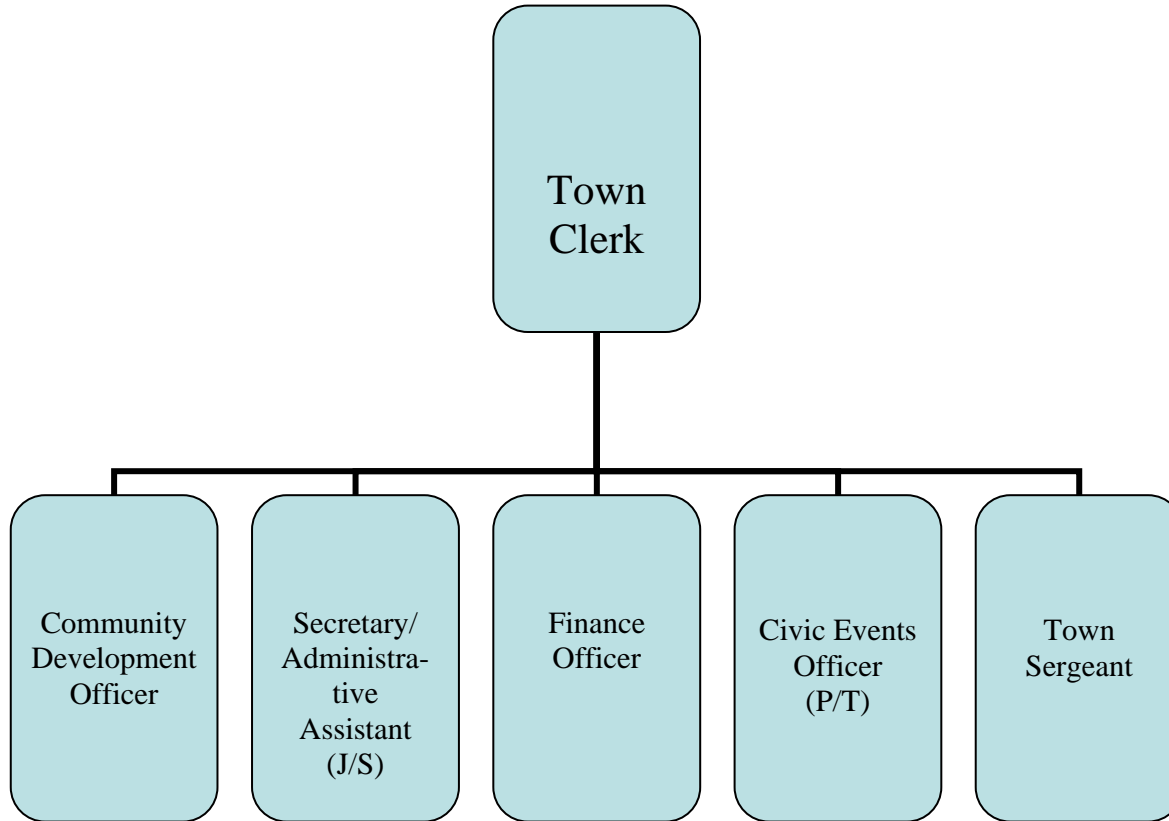 Town
Clerk
Community
Development
Officer
Secretary/
Administra-
tive
Assistant
(J/S)
Finance
Officer
Civic Events
Officer
(P/T)
Town
Sergeant